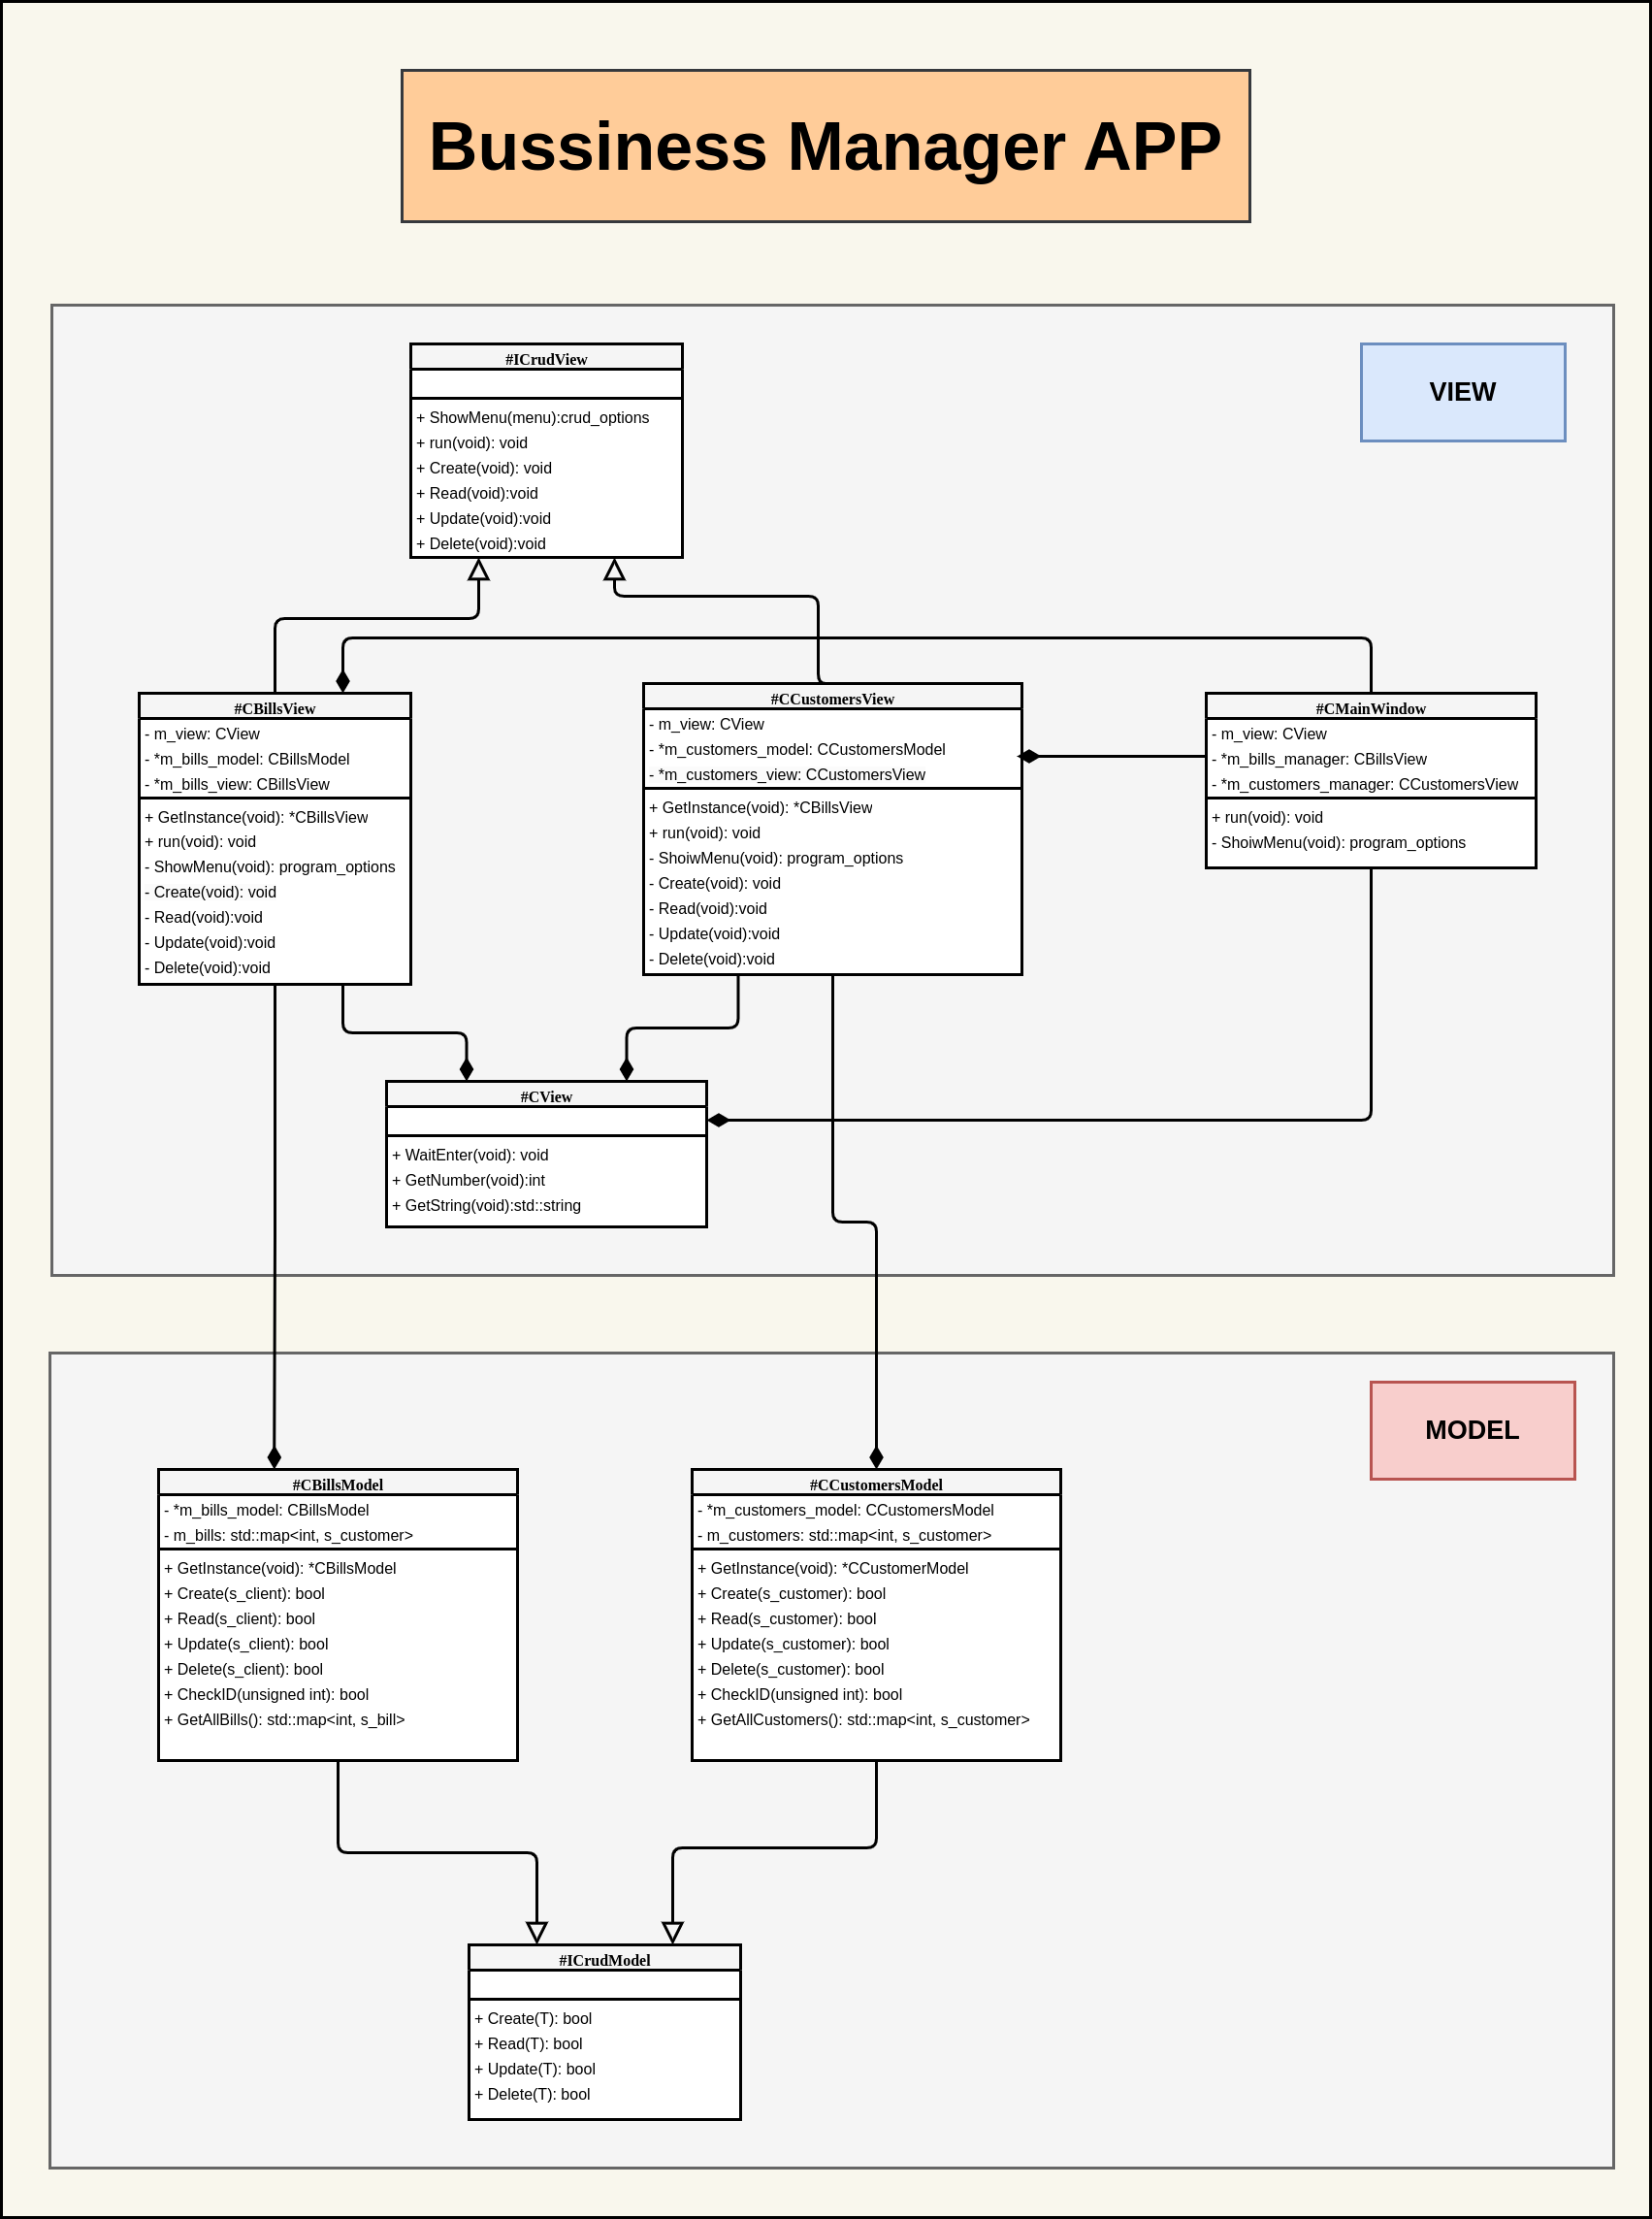 Bussiness Manager APP
VIEW
#ICrudView
+ ShowMenu(menu):crud_options
+ run(void): void
+ Create(void): void
+ Read(void):void
+ Update(void):void
+ Delete(void):void
#CBillsView
- m_view: CView
- *m_bills_model: CBillsModel
- *m_bills_view: CBillsView
+ GetInstance(void): *CBillsView
+ run(void): void
- ShowMenu(void): program_options
- Create(void): void
- Read(void):void
- Update(void):void
- Delete(void):void
#CCustomersView
- m_view: CView
- *m_customers_model: CCustomersModel
- *m_customers_view: CCustomersView
+ GetInstance(void): *CBillsView
+ run(void): void
- ShoiwMenu(void): program_options
- Create(void): void
- Read(void):void
- Update(void):void
- Delete(void):void
#CMainWindow
- m_view: CView
- *m_bills_manager: CBillsView
- *m_customers_manager: CCustomersView
+ run(void): void
- ShoiwMenu(void): program_options
#CView
+ WaitEnter(void): void
+ GetNumber(void):int
+ GetString(void):std::string
MODEL
#CBillsModel
- *m_bills_model: CBillsModel
- m_bills: std::map<int, s_customer>
+ GetInstance(void): *CBillsModel
+ Create(s_client): bool
+ Read(s_client): bool
+ Update(s_client): bool
+ Delete(s_client): bool
+ CheckID(unsigned int): bool
+ GetAllBills(): std::map<int, s_bill>
#CCustomersModel
- *m_customers_model: CCustomersModel
- m_customers: std::map<int, s_customer>
+ GetInstance(void): *CCustomerModel
+ Create(s_customer): bool
+ Read(s_customer): bool
+ Update(s_customer): bool
+ Delete(s_customer): bool
+ CheckID(unsigned int): bool
+ GetAllCustomers(): std::map<int, s_customer>
#ICrudModel
+ Create(T): bool
+ Read(T): bool
+ Update(T): bool
+ Delete(T): bool